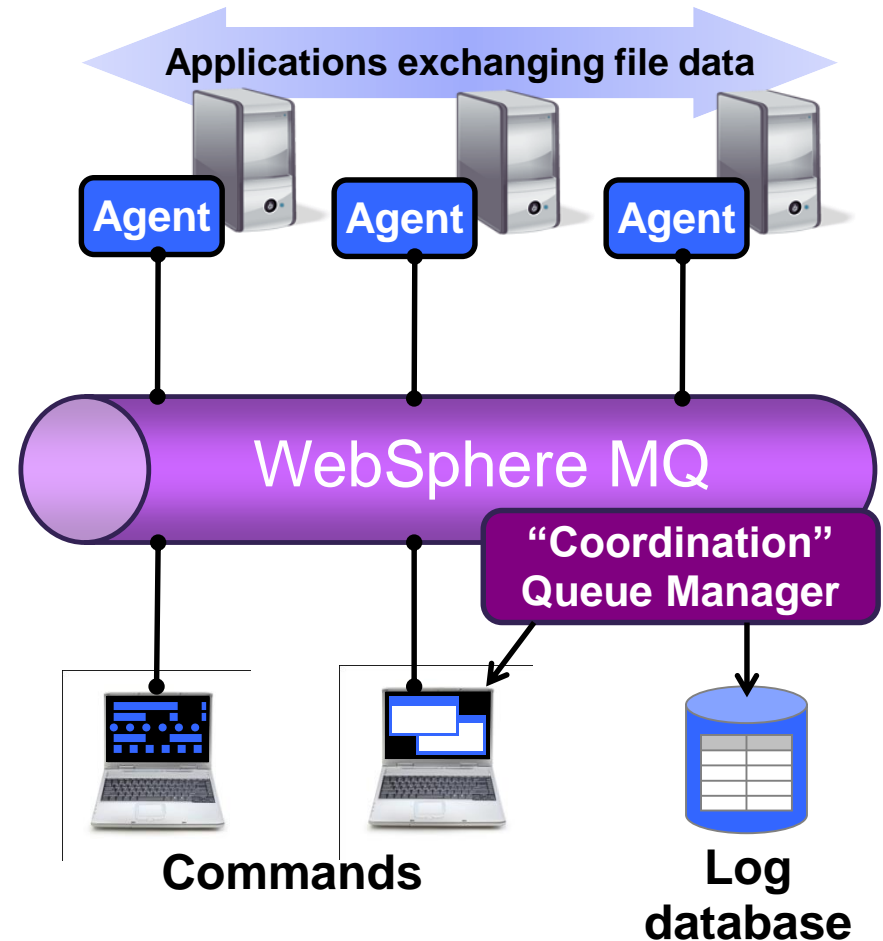 Applications exchanging file data
Agent
Agent
Agent
WebSphere MQ
“Coordination”
Queue Manager
Commands
Log
database